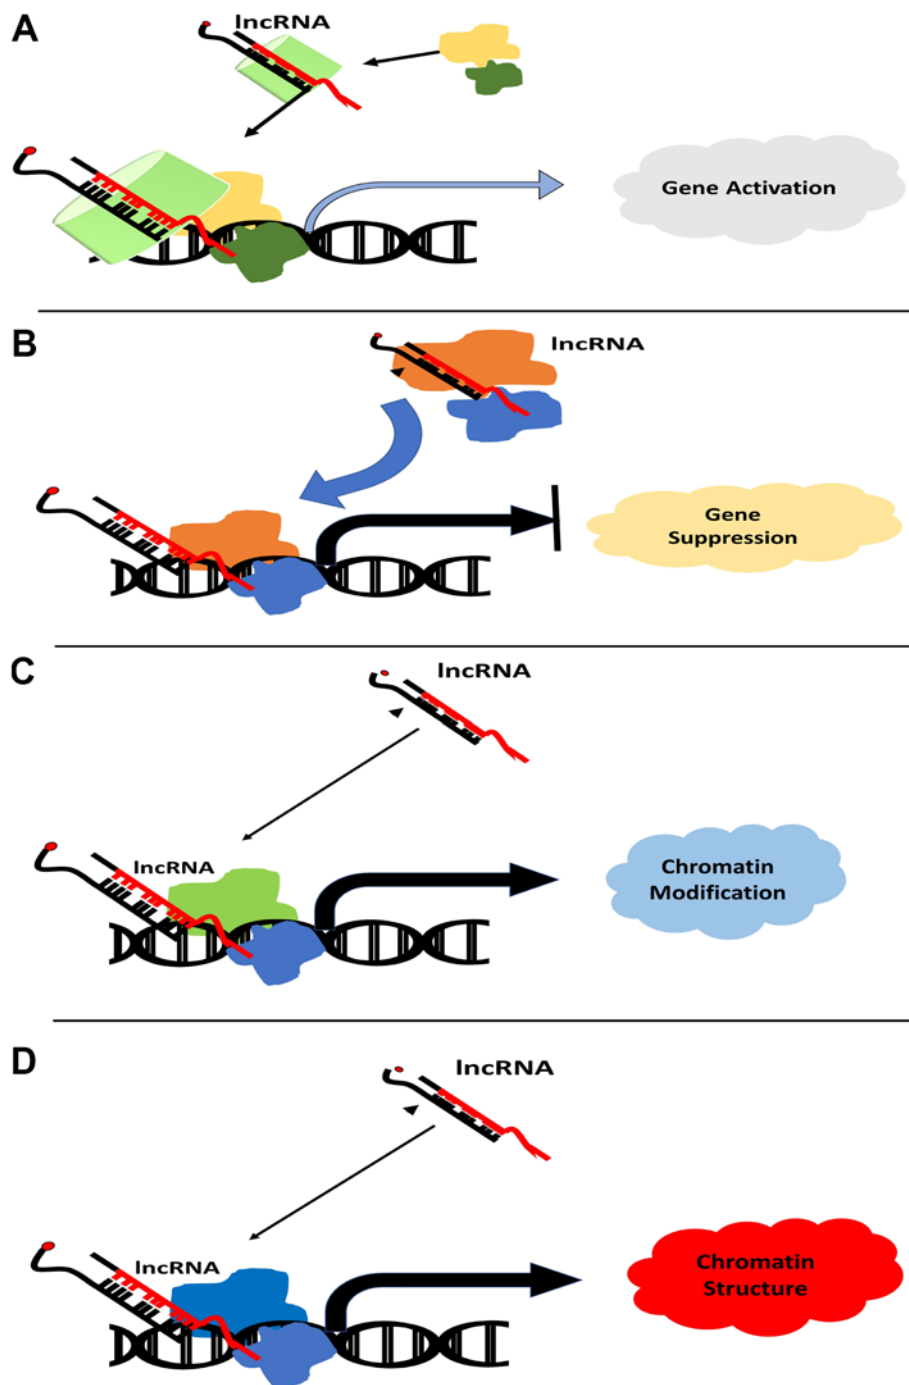 A
lncRNA
Gene Activation
B
lncRNA
Gene
Suppression
C
lncRNA
lncRNA
Chromatin
Modification
D
lncRNA
lncRNA
Chromatin
Structure